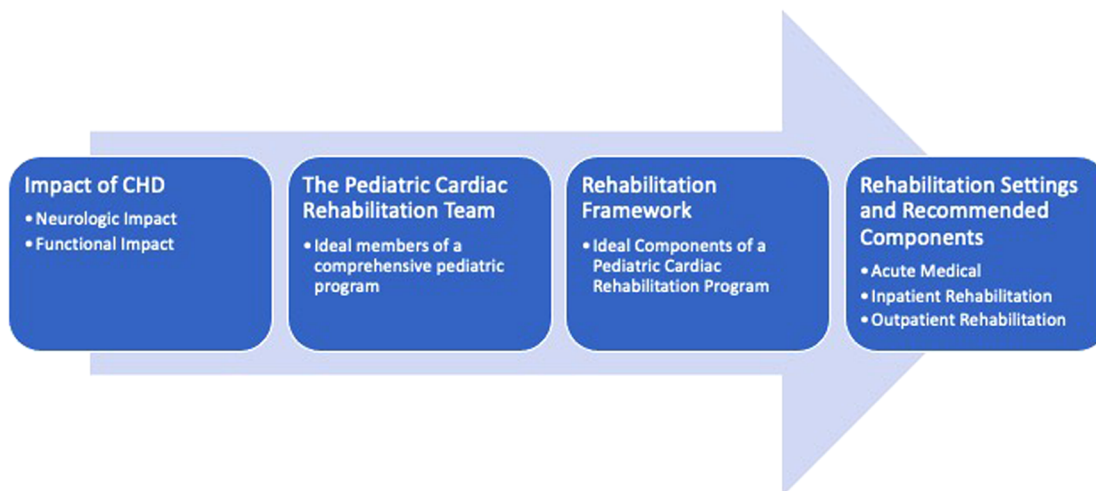 Impact of CHD
• Neurologic Impact
• Functional Impact
The Pediatric Cardiac
Rehabilitation Team
• Ideal members of a
comprehensive pediatric
program
Rehabilitation
Framework
• Ideal Components of a
Pediatric Cardiac
Rehabilitation Program
Rehabilitation Settings
and Recommended
Components
• Acute Medical
• Inpatient Rehabilitation
• Outpatient Rehabilitation